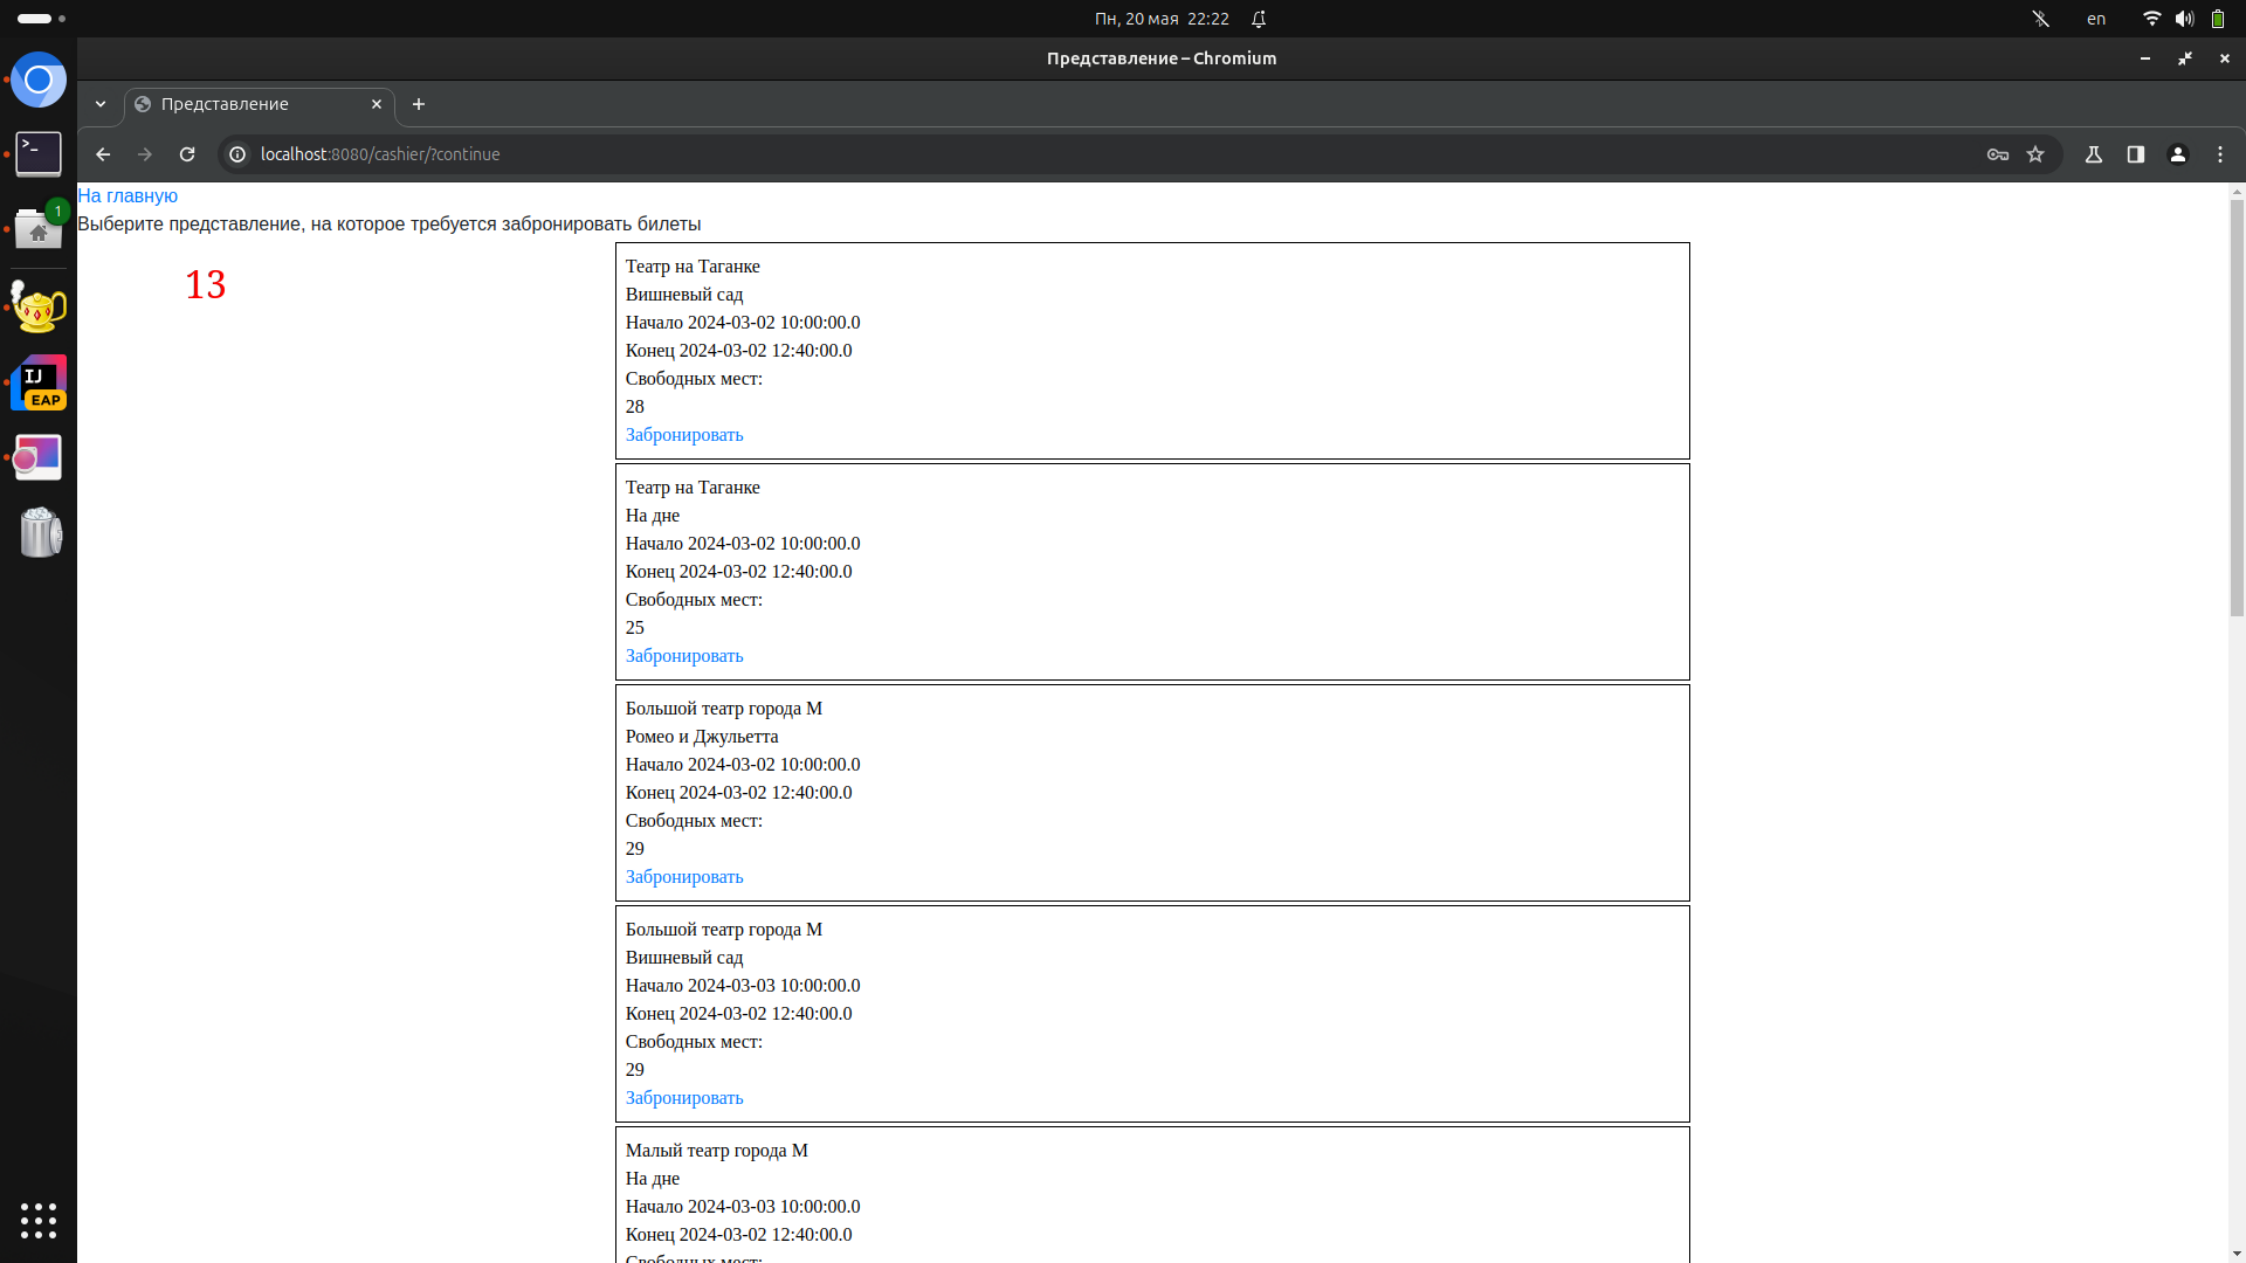 Пн, 20 мая 22:22
en
Представление – Chromium
Представление
localhost:8080/cashier/?continue
>_
1
IJ
EAP
На главную
Выберите представление, на которое требуется забронировать билеты
13
Театр на Таганке
Вишневый сад
Начало 2024-03-02 10:00:00.0
Конец 2024-03-02 12:40:00.0
Свободных мест:
28
Забронировать
Театр на Таганке
На дне
Начало 2024-03-02 10:00:00.0
Конец 2024-03-02 12:40:00.0
Свободных мест:
25
Забронировать
Большой театр города М
Ромео и Джульетта
Начало 2024-03-02 10:00:00.0
Конец 2024-03-02 12:40:00.0
Свободных мест:
29
Забронировать
Большой театр города М
Вишневый сад
Начало 2024-03-03 10:00:00.0
Конец 2024-03-02 12:40:00.0
Свободных мест:
29
Забронировать
Малый театр города М
На дне
Начало 2024-03-03 10:00:00.0
Конец 2024-03-02 12:40:00.0
Свободных мест: